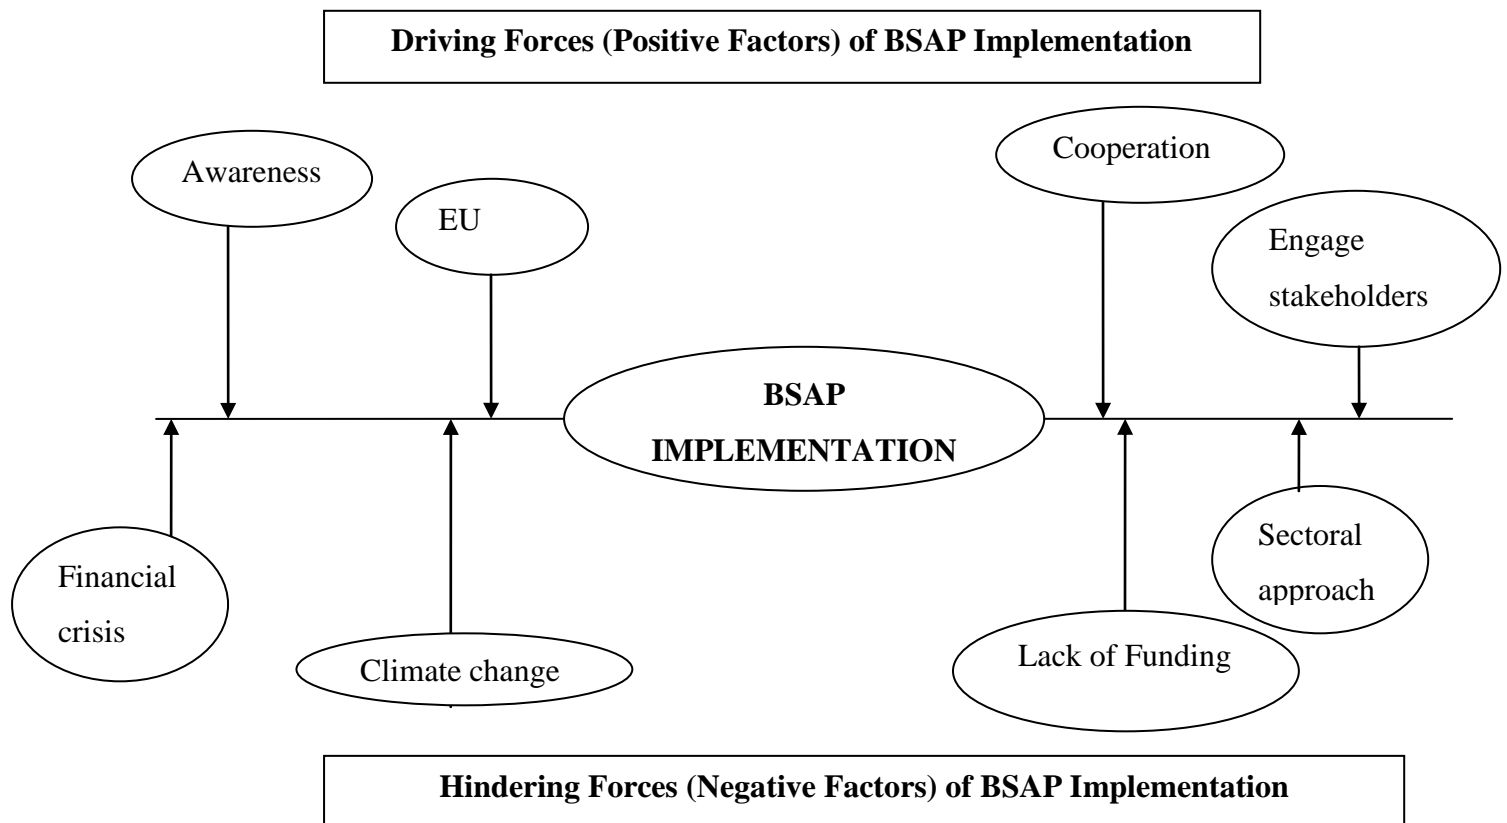 Driving Forces (Positive Factors) of BSAP Implementation
Awareness
EU
Cooperation
Engage
stakeholders
BSAP
IMPLEMENTATION
Financial
crisis
Climate change
Lack of Funding
Sectoral
approach
Hindering Forces (Negative Factors) of BSAP Implementation